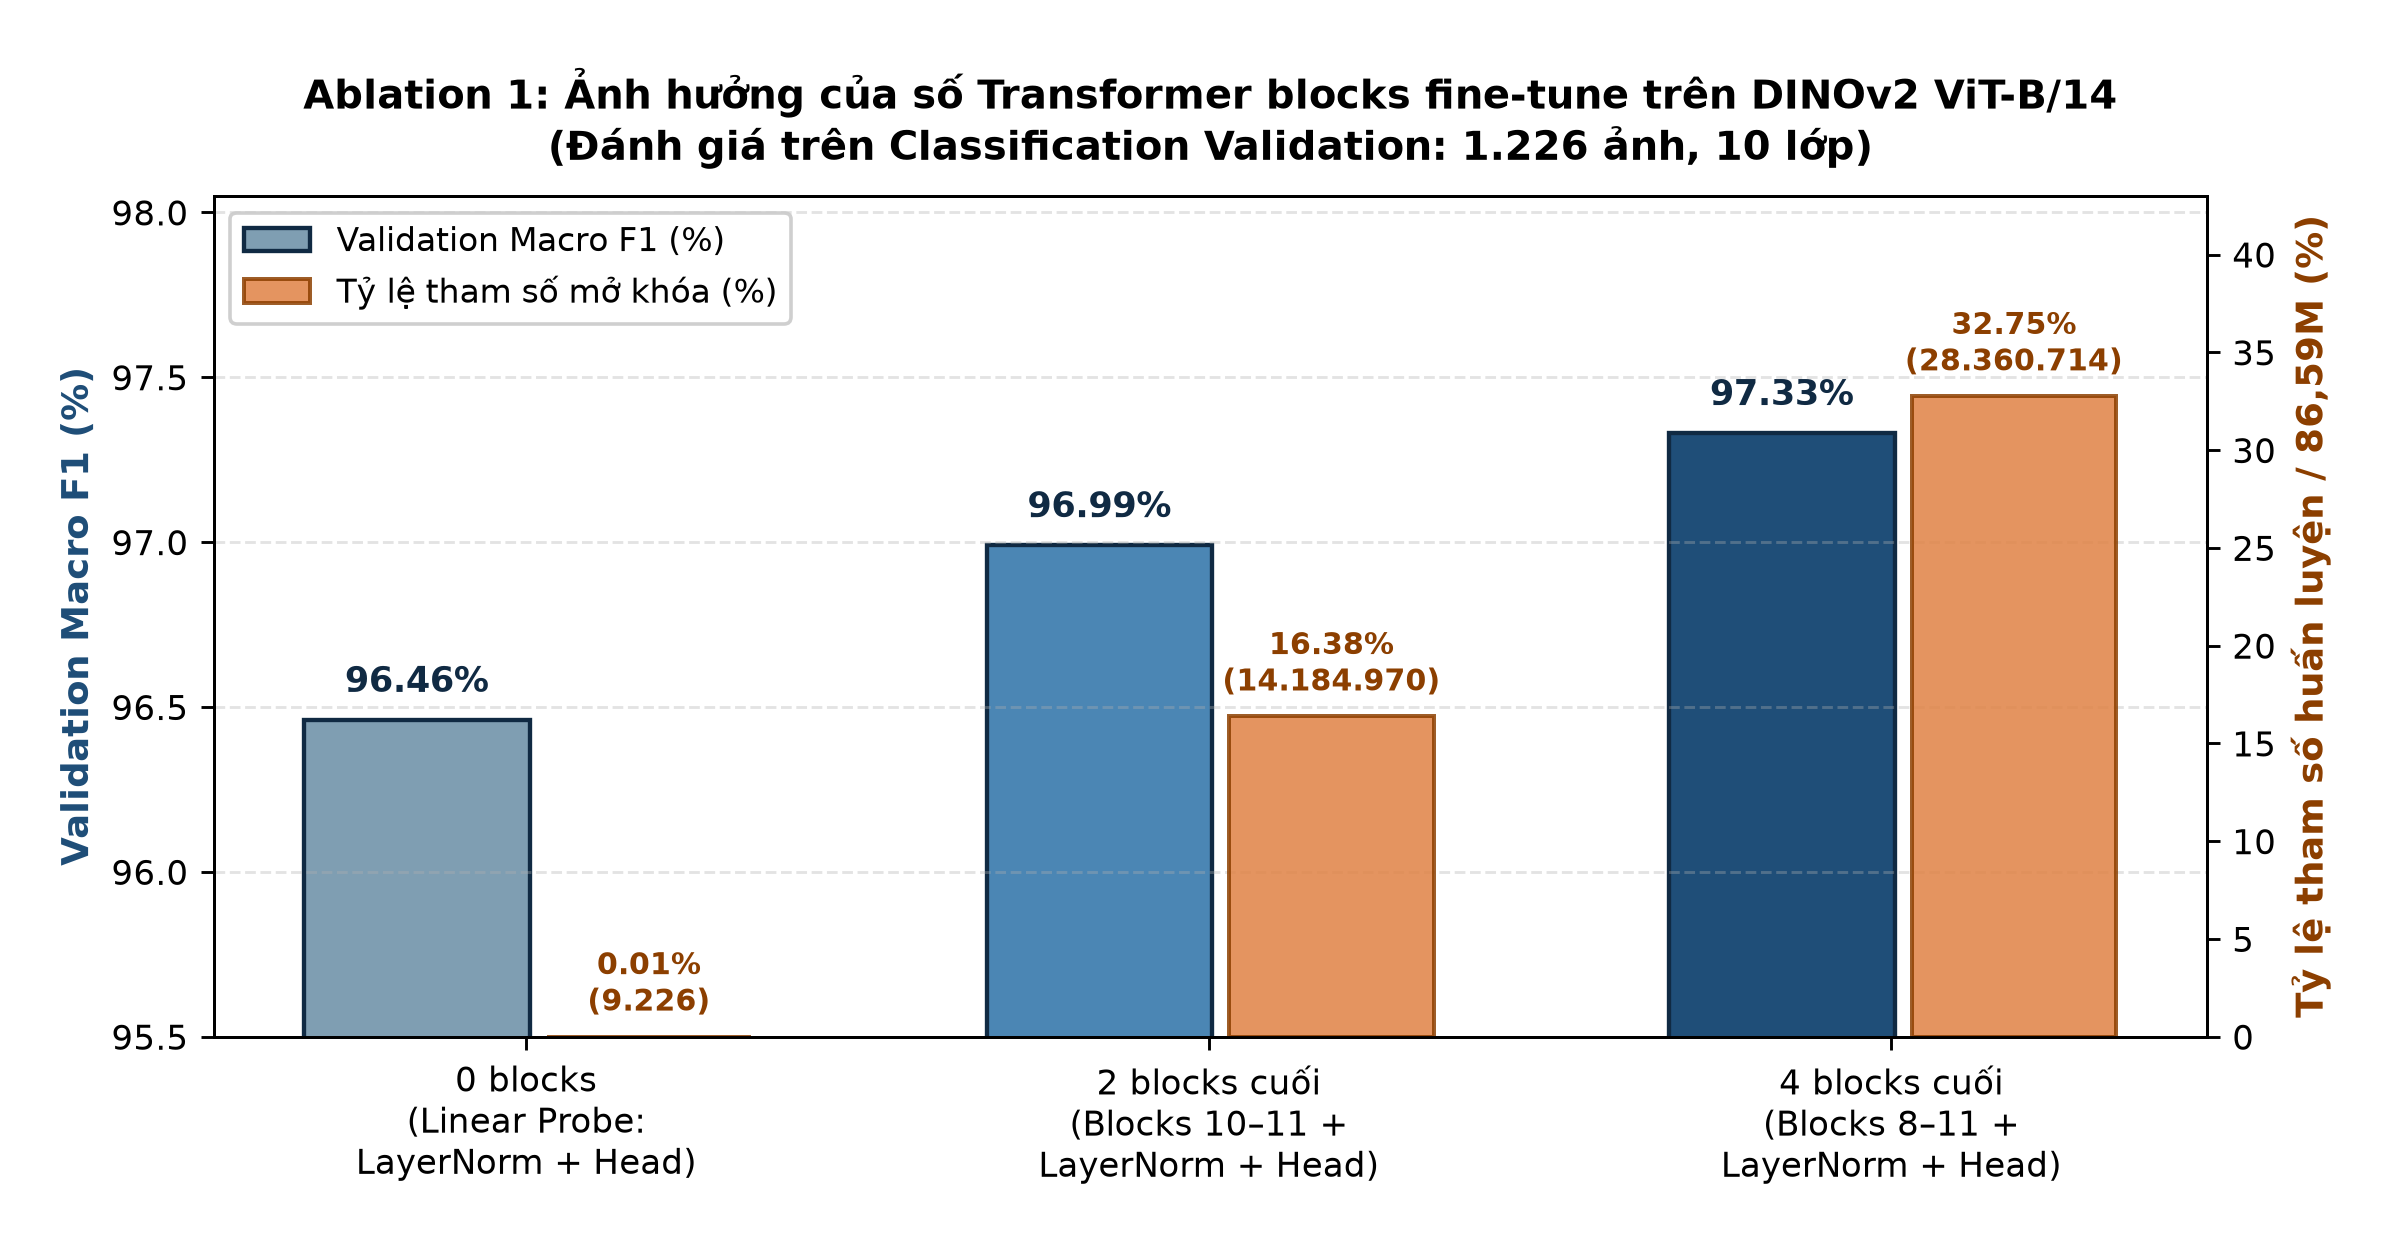 Ablation 1: Ảnh hưởng của số Transformer blocks fine-tune trên DINOv2 ViT-B/14
(Đánh giá trên Classification Validation: 1.226 ảnh, 10 lớp)
Validation Macro F1 (%)
Tỷ lệ tham số mở khóa (%)
Validation Macro F1 (%)
98.0
97.5
97.0
96.5
96.0
95.5
96.46%
0.01%
(9.226)
96.99%
16.38%
(14.184.970)
97.33%
32.75%
(28.360.714)
40
35
30
25
20
15
10
5
0
Tỷ lệ tham số huấn luyện / 86,59M (%)
0 blocks
(Linear Probe:
LayerNorm + Head)
2 blocks cuối
(Blocks 10–11 +
LayerNorm + Head)
4 blocks cuối
(Blocks 8–11 +
LayerNorm + Head)